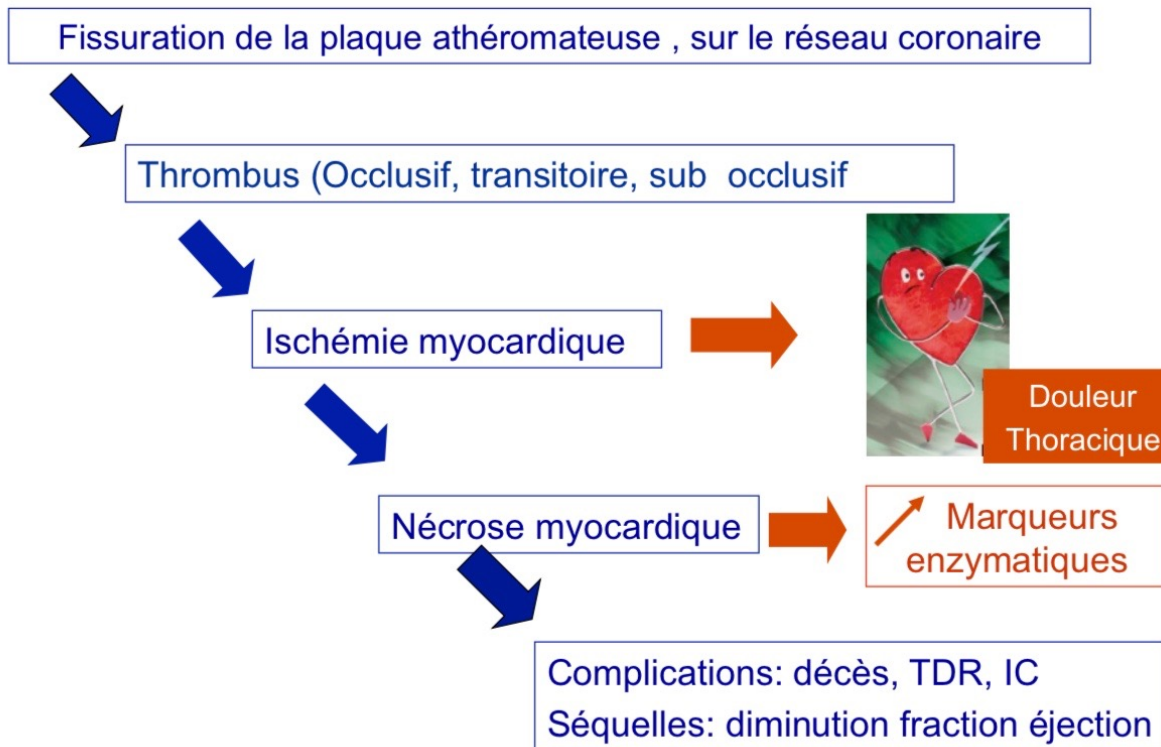 Fissuration de la plaque athéromateuse , sur le réseau coronaire
Thrombus (Occlusif, transitoire, sub occlusif
Ischémie myocardique
Douleur
Thoracique
Nécrose myocardique
Marqueurs
enzymatiques
Complications: décès, TDR, IC
Séquelles: diminution fraction éjection